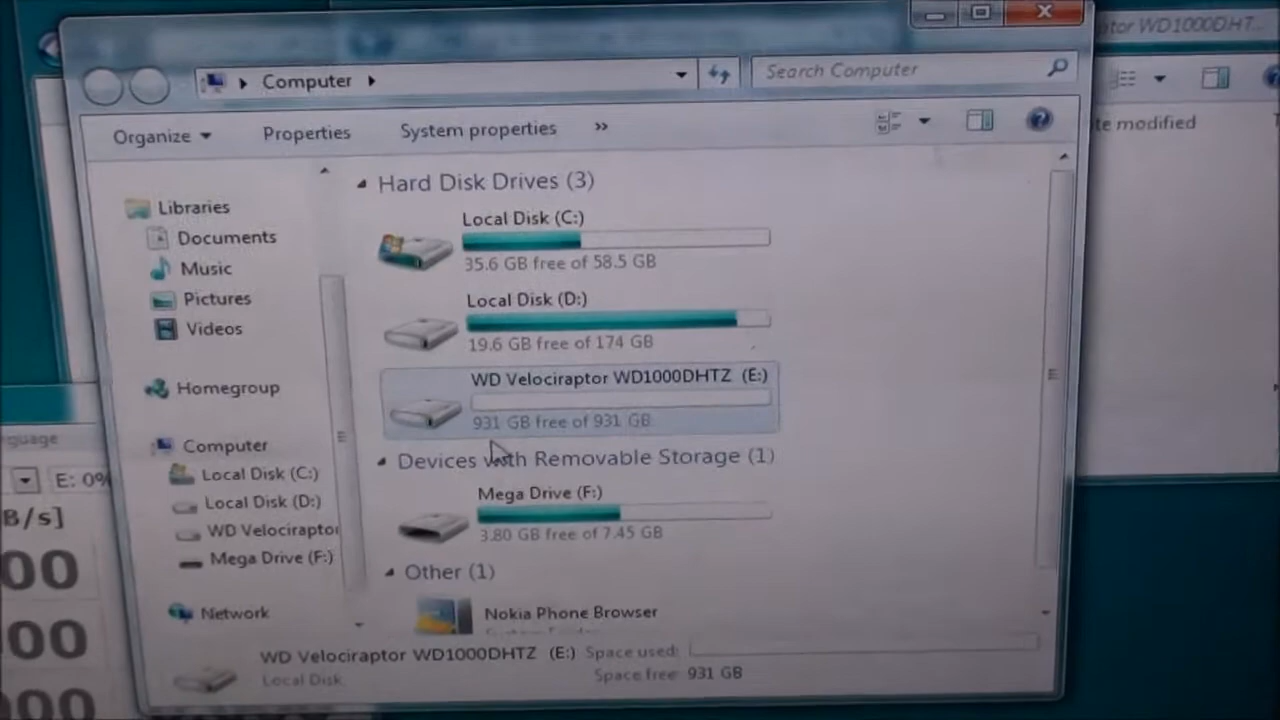 tor WD1000DHT...
Computer
Search Computer
Organize
Properties
System properties
»
te modified
Hard Disk Drives (3)
Libraries
Documents
Music
Pictures
Videos
Homegroup
Computer
Local Disk (C:)
Local Disk (D:)
WD Velociraptor
Mega Drive (F:)
Network
Local Disk (C:)
35.6 GB free of 58.5 GB
Local Disk (D:)
19.6 GB free of 174 GB
WD Velociraptor WD1000DHTZ (E:)
931 GB free of 931 GB
Devices with Removable Storage (1)
Mega Drive (F:)
3.80 GB free of 7.45 GB
Other (1)
Nokia Phone Browser
WD Velociraptor WD1000DHTZ (E:) Space used:
Local Disk
Space free: 931 GB
guage
E: 0%
B/s]
00
00
00